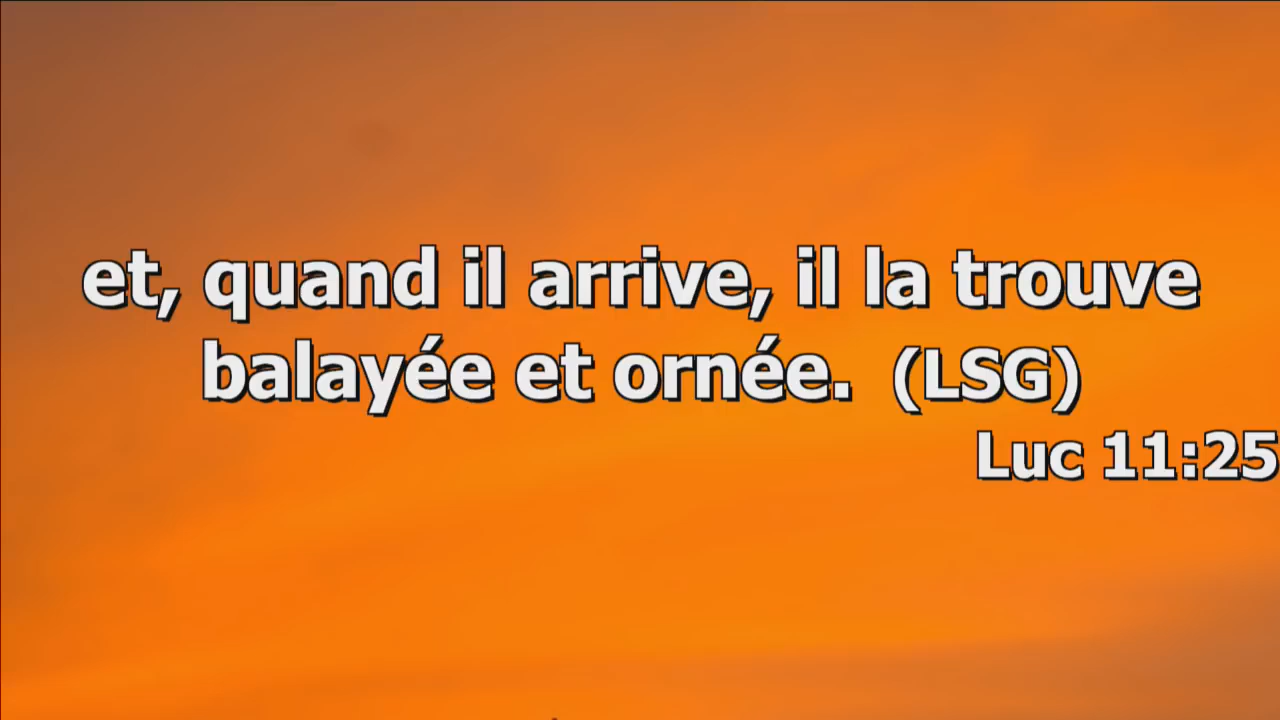 et, quand il arrive, il la trouve
balayée et ornée.  (LSG)
Luc 11:25